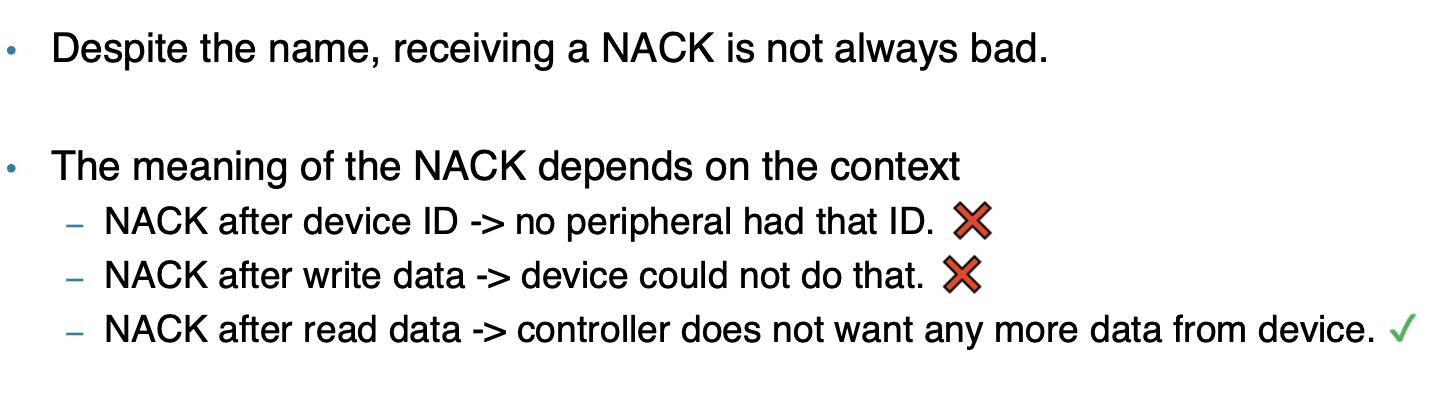 • Despite the name, receiving a NACK is not always bad.
• The meaning of the NACK depends on the context
– NACK after device ID -> no peripheral had that ID. ❌
– NACK after write data -> device could not do that. ❌
– NACK after read data -> controller does not want any more data from device. ✓